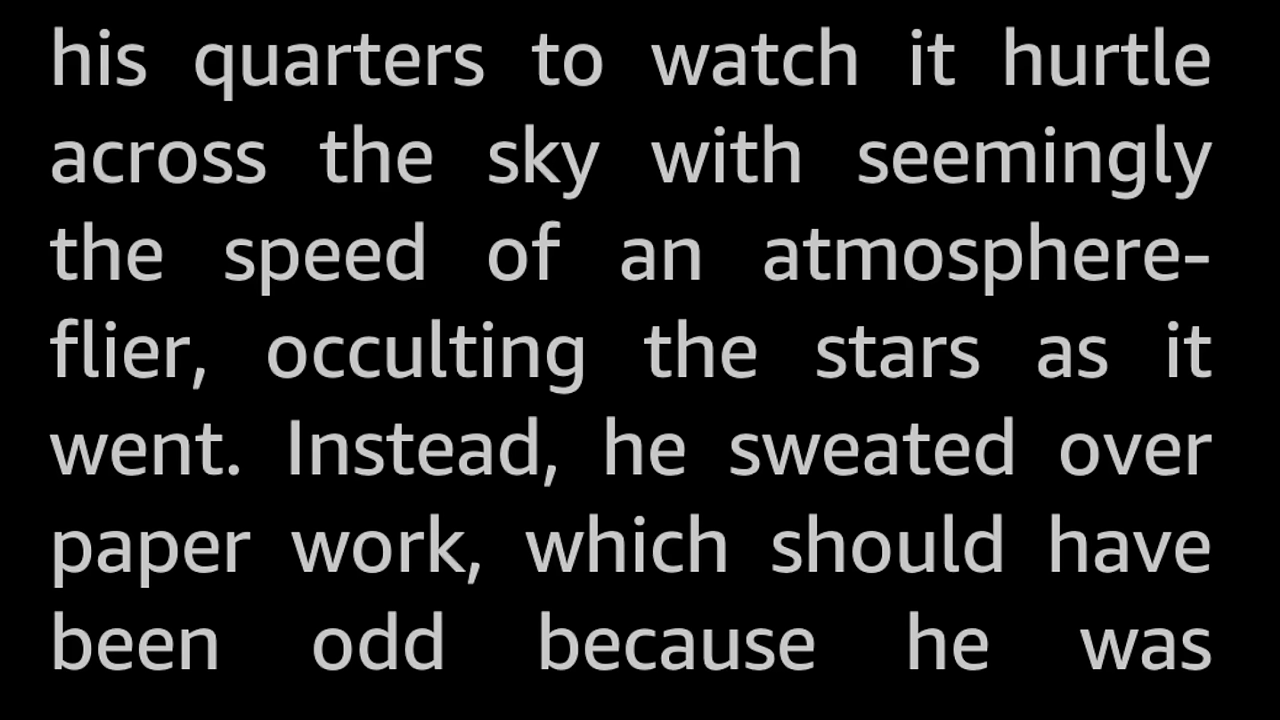 his quarters to watch it hurtle
across the sky with seemingly
the speed of an atmosphere-
flier, occulting the stars as it
went. Instead, he sweated over
paper work, which should have
been odd because he was